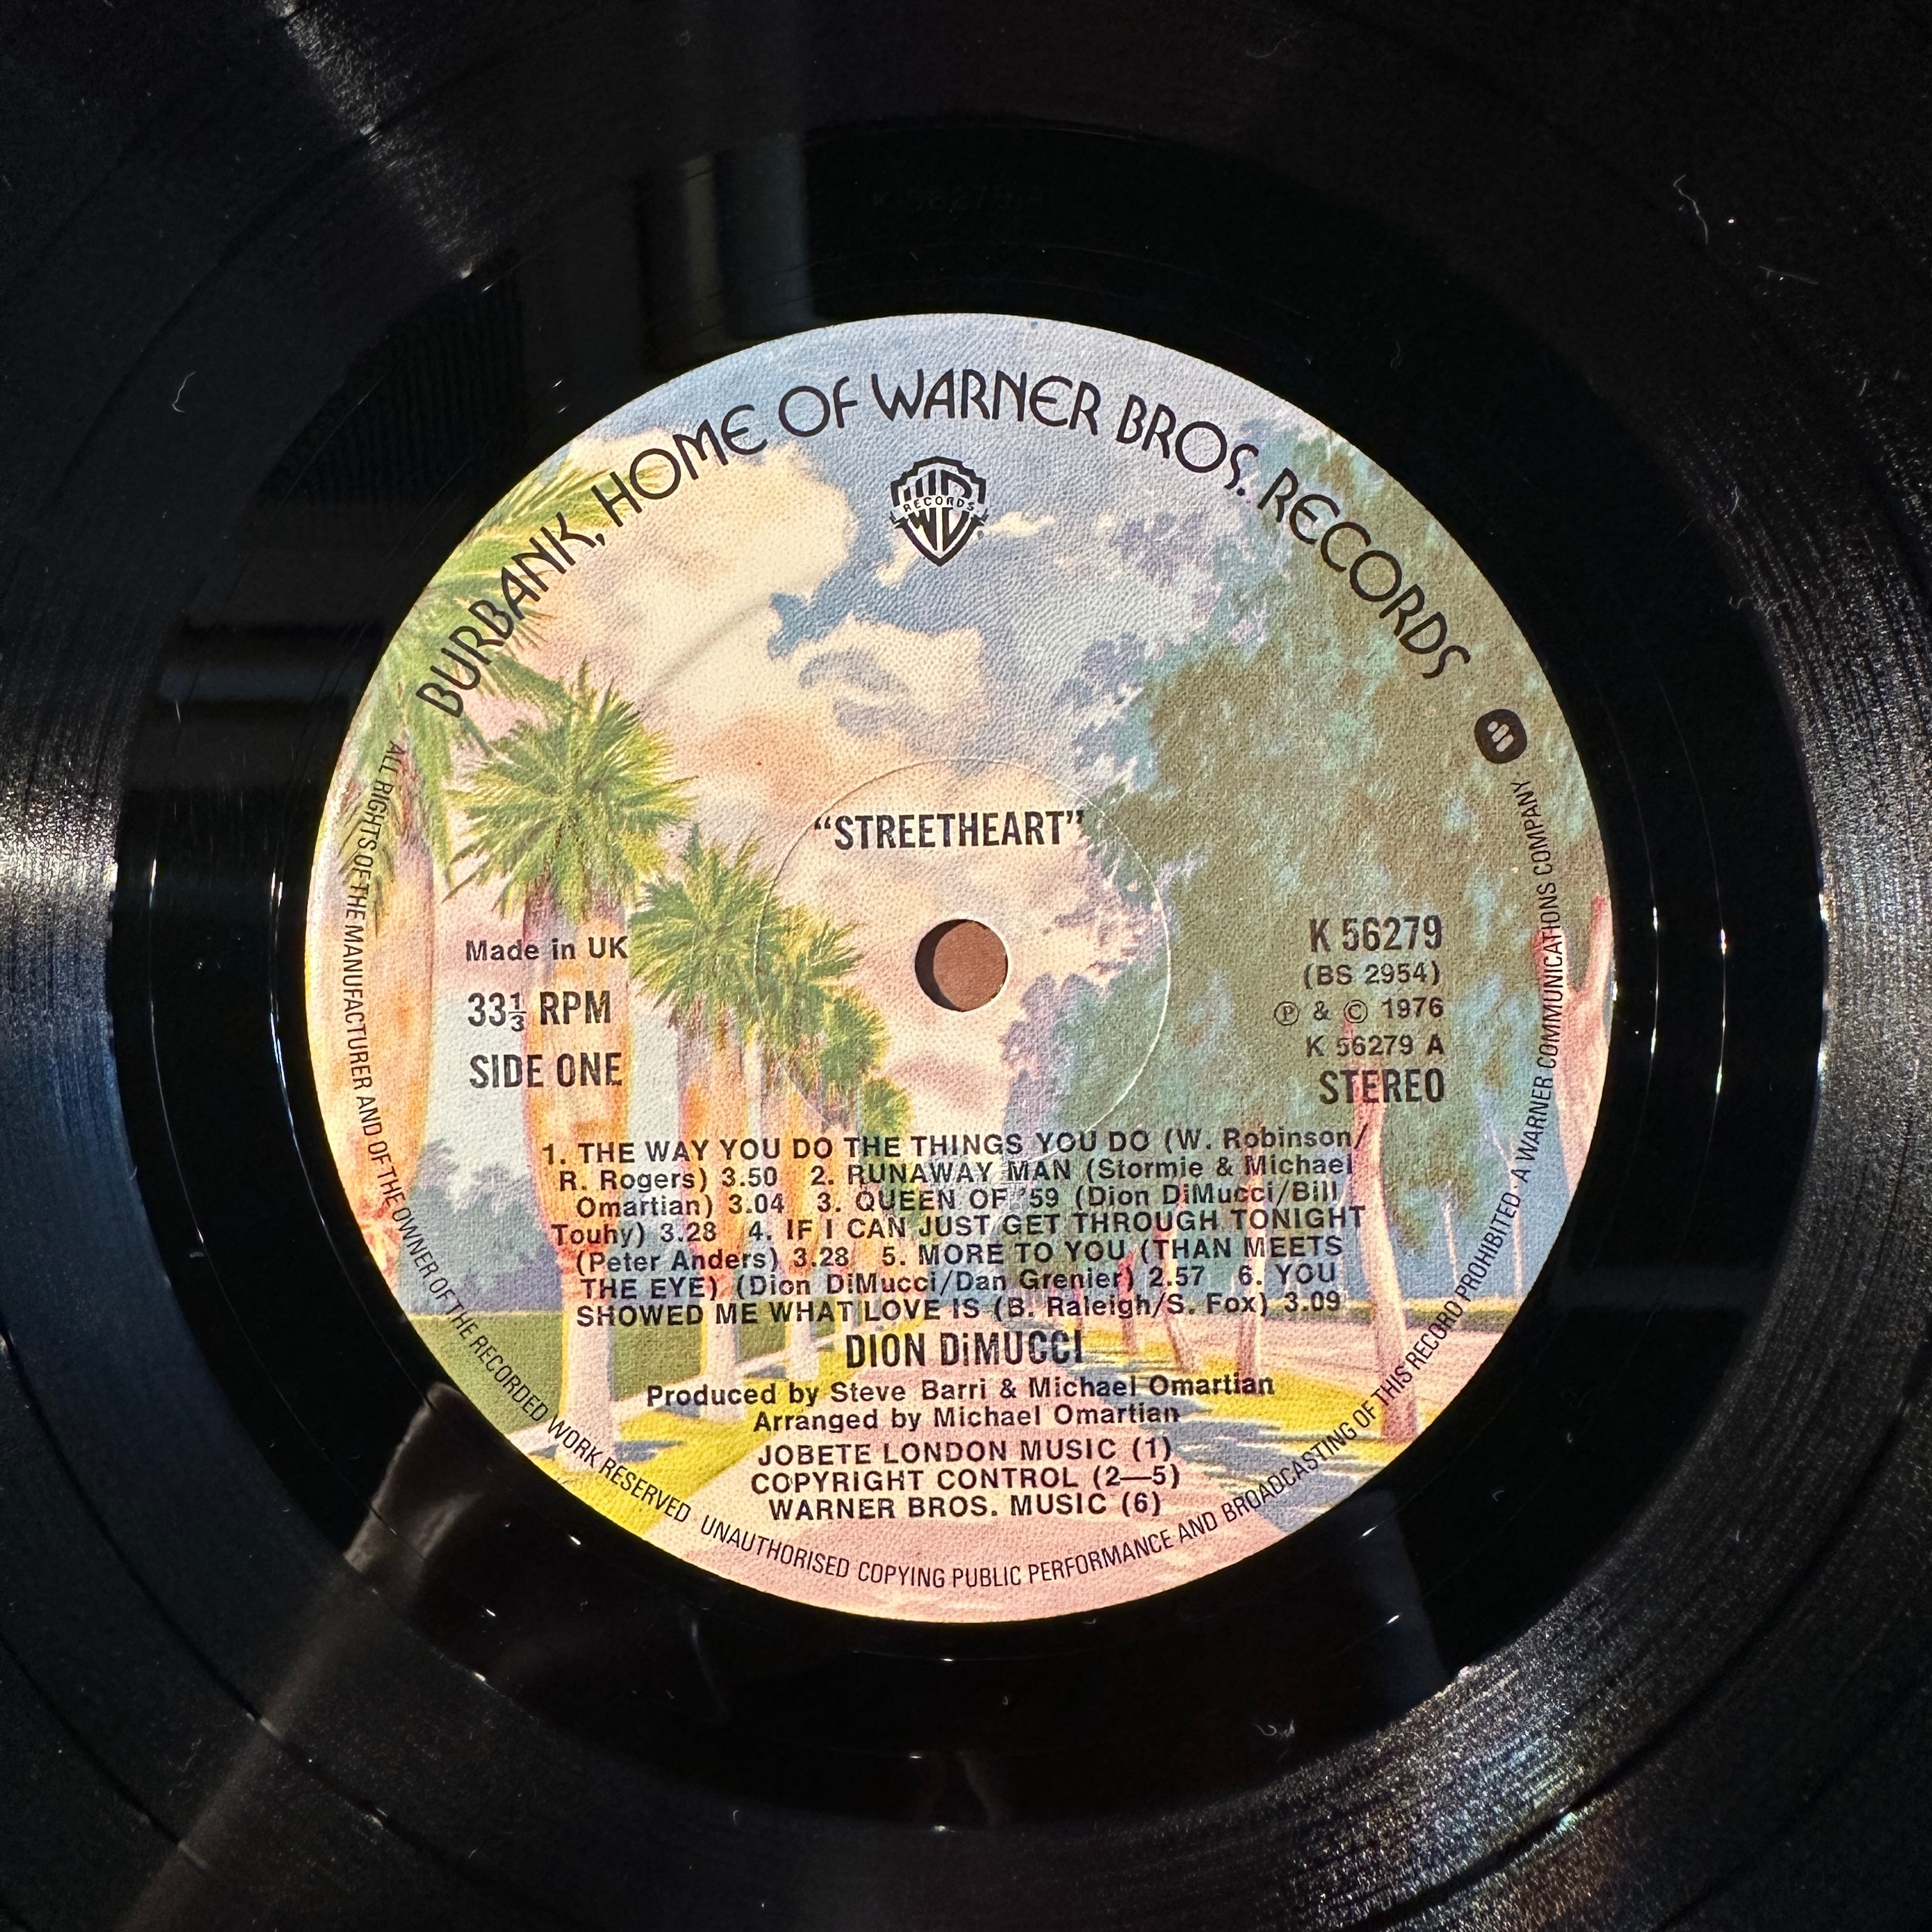 BURBANK, HOME OF WARNER BROS. RECORDS
RECORDS
"STREETHEART"
Made in UK
33⅓ RPM
SIDE ONE
K 56279
(BS 2954)
Ⓟ & © 1976
K 56279 A
STEREO
1. THE WAY YOU DO THE THINGS YOU DO (W. Robinson/
R. Rogers) 3.50 2. RUNAWAY MAN (Stormie & Michael
Omartian) 3.04 3. QUEEN OF '59 (Dion DiMucci/Bill
Touhy) 3.28 4. IF I CAN JUST GET THROUGH TONIGHT
(Peter Anders) 3.28 5. MORE TO YOU (THAN MEETS
THE EYE) (Dion DiMucci/Dan Grenier) 2.57 6. YOU
SHOWED ME WHAT LOVE IS (B. Raleigh/S. Fox) 3.09
DION DiMUCCI
Produced by Steve Barri & Michael Omartian
Arranged by Michael Omartian
JOBETE LONDON MUSIC (1)
COPYRIGHT CONTROL (2—5)
WARNER BROS. MUSIC (6)
ALL RIGHTS OF THE MANUFACTURER AND OF THE OWNER OF THE RECORDED WORK RESERVED UNAUTHORISED COPYING PUBLIC PERFORMANCE AND BROADCASTING OF THIS RECORD PROHIBITED · A WARNER COMMUNICATIONS COMPANY